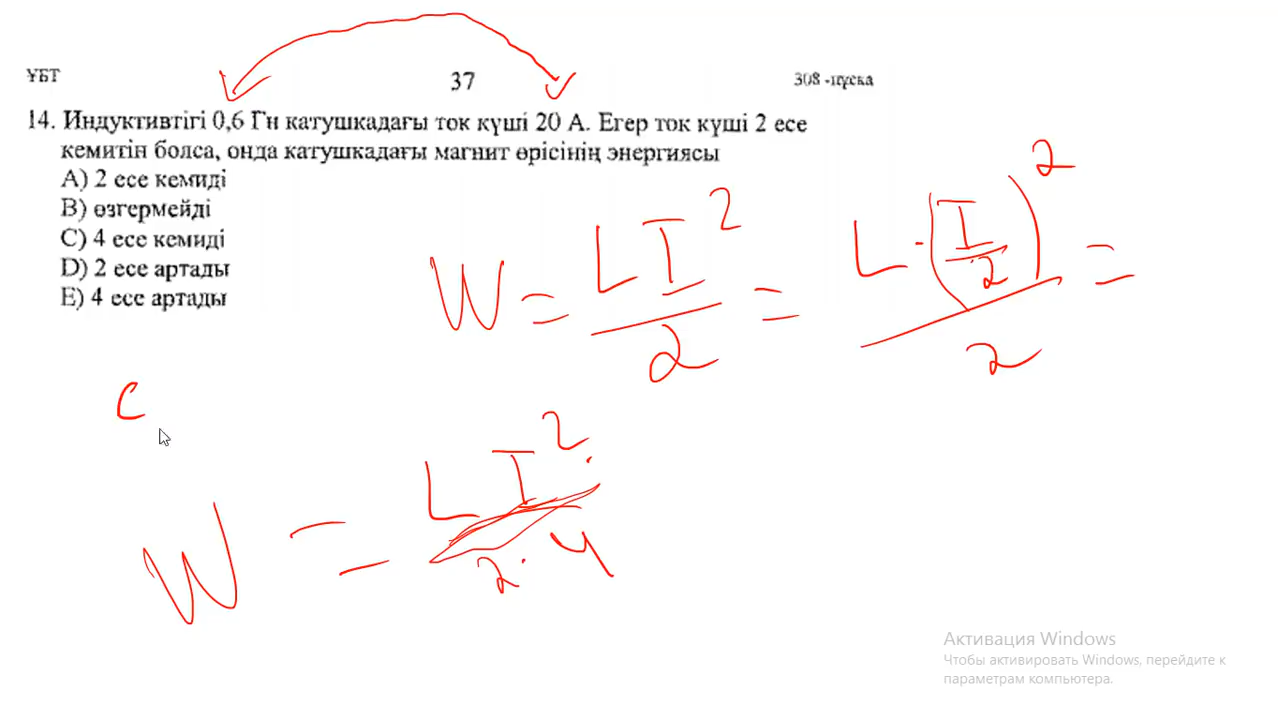 ҰБТ 37 308 -нұсқа
14. Индуктивтігі 0,6 Гн катушкадағы ток күші 20 А. Егер ток күші 2 есе
кемитін болса, онда катушкадағы магнит өрісінің энергиясы
A) 2 есе кемиді
B) өзгермейді
C) 4 есе кемиді
D) 2 есе артады
E) 4 есе артады
W = LI²/2 = L·(I/2)²/2 =
C
W = LI²/2·4
Активация Windows
Чтобы активировать Windows, перейдите к
параметрам компьютера.